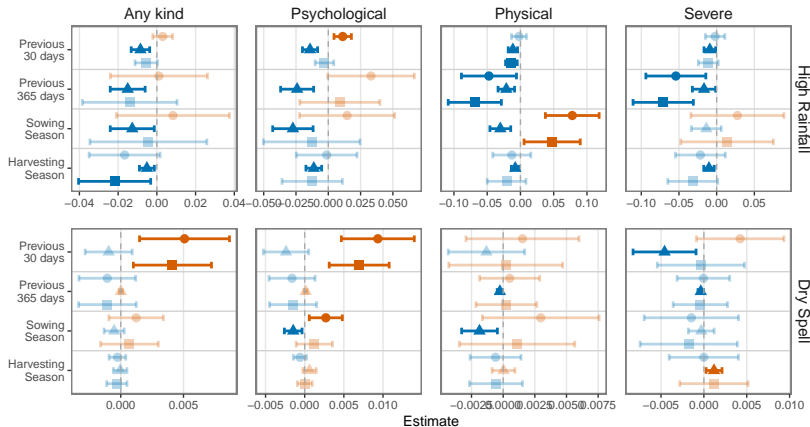 Any kind Psychological Physical Severe
Previous
30 days
Previous
365 days
Sowing
Season
Harvesting
Season
High Rainfall
−0.04 −0.02 0.00 0.02 0.04
−0.050 −0.025 0.000 0.025 0.050
−0.10 −0.05 0.00 0.05 0.10
−0.10 −0.05 0.00 0.05
Previous
30 days
Previous
365 days
Sowing
Season
Harvesting
Season
Dry Spell
0.000 0.005
−0.005 0.000 0.005 0.010
−0.0025 0.0000 0.0025 0.0050 0.0075
−0.005 0.000 0.005 0.010
Estimate